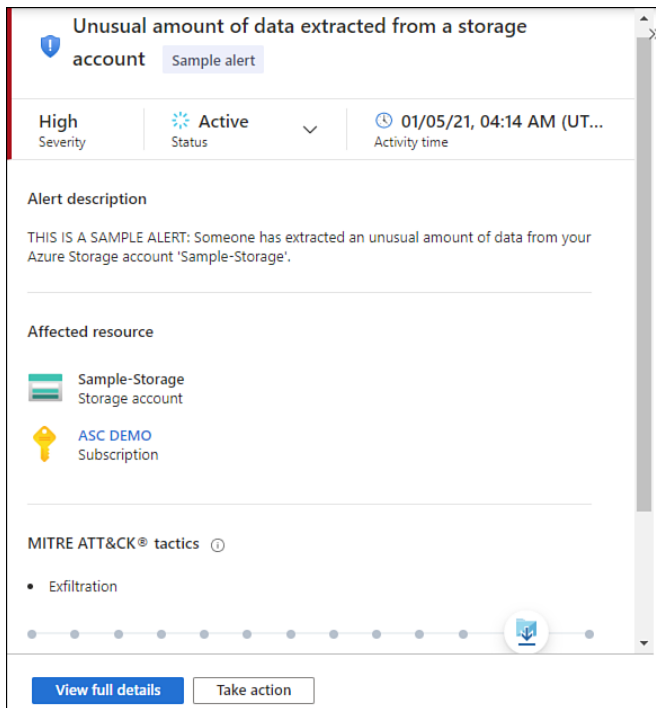 Unusual amount of data extracted from a storage
account Sample alert
High
Severity
Active
Status
01/05/21, 04:14 AM (UT...
Activity time
Alert description
THIS IS A SAMPLE ALERT: Someone has extracted an unusual amount of data from your
Azure Storage account 'Sample-Storage'.
Affected resource
Sample-Storage
Storage account
ASC DEMO
Subscription
MITRE ATT&CK® tactics
• Exfiltration
View full details
Take action